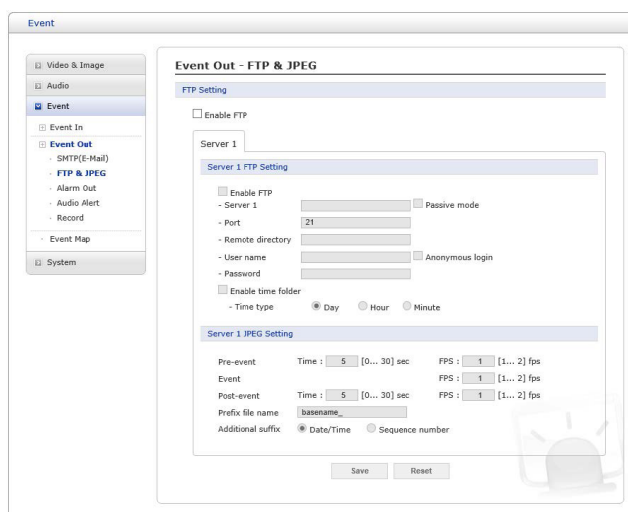 Event
Video & Image
Audio
Event
Event In
Event Out
SMTP(E-Mail)
FTP & JPEG
Alarm Out
Audio Alert
Record
Event Map
System
Event Out - FTP & JPEG
FTP Setting
Enable FTP
Server 1
Server 1 FTP Setting
Enable FTP
- Server 1 Passive mode
- Port 21
- Remote directory
- User name Anonymous login
- Password
Enable time folder
- Time type Day Hour Minute
Server 1 JPEG Setting
Pre-event Time : 5 [0... 30] sec FPS : 1 [1... 2] fps
Event FPS : 1 [1... 2] fps
Post-event Time : 5 [0... 30] sec FPS : 1 [1... 2] fps
Prefix file name basename_
Additional suffix Date/Time Sequence number
Save Reset